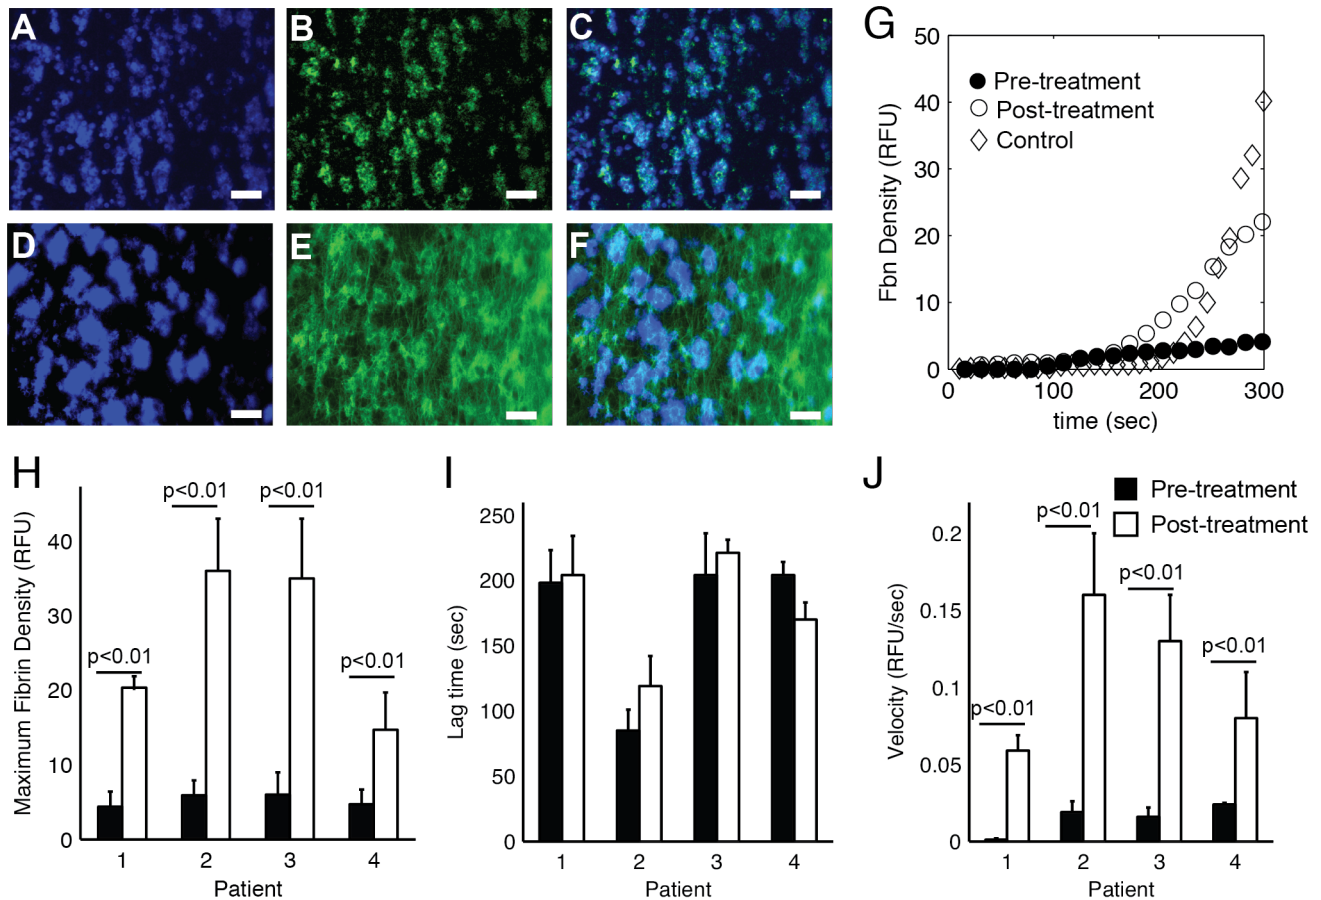 A
B
C
D
E
F
G
Fbn Density (RFU)
50
40
30
20
10
0
Pre-treatment
Post-treatment
Control
0
100
200
300
time (sec)
H
Maximum Fibrin Density (RFU)
40
30
20
10
0
p<0.01
p<0.01
p<0.01
p<0.01
1
2
3
4
Patient
I
Lag time (sec)
250
200
150
100
50
0
1
2
3
4
Patient
J
Pre-treatment
Post-treatment
Velocity (RFU/sec)
0.2
0.15
0.1
0.05
0
p<0.01
p<0.01
p<0.01
p<0.01
1
2
3
4
Patient